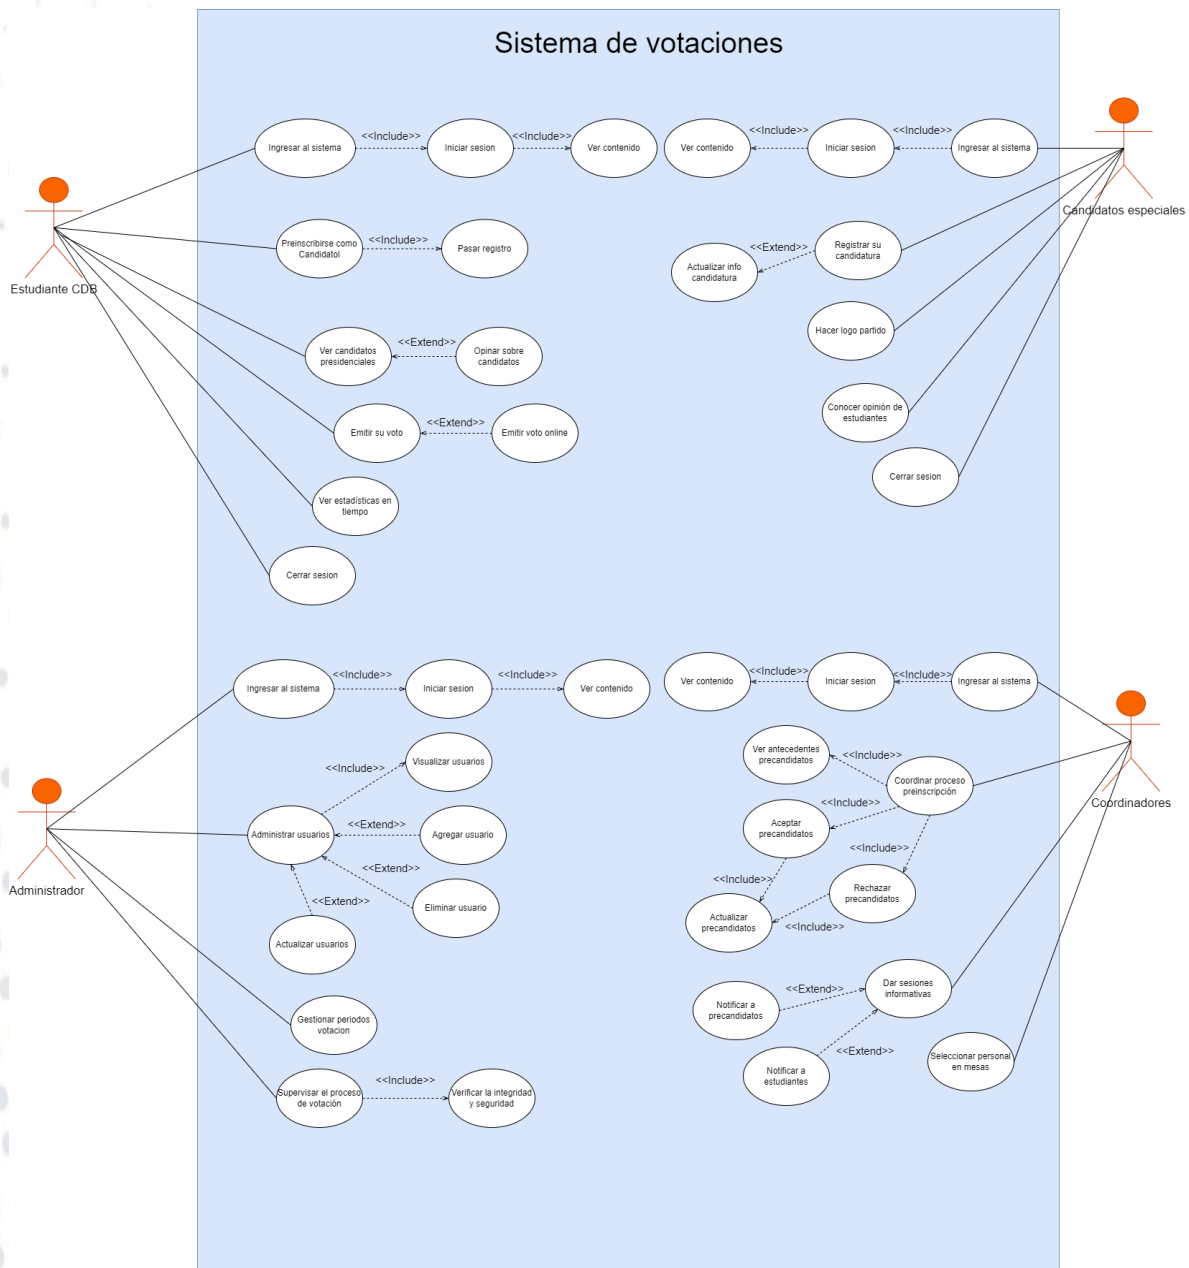 Sistema de votaciones
<<Include>>
<<Include>>
Ingresar al sistema
Iniciar sesion
Ver contenido
<<Include>>
<<Include>>
Ver contenido
Iniciar sesion
Ingresar al sistema
Candidatos especiales
Estudiante CDB
Preinscribirse como
Candidatol
<<Include>>
Pasar registro
Registrar su
candidatura
<<Extend>>
Actualizar info
candidatura
Ver candidatos
presidenciales
<<Extend>>
Opinar sobre
candidatos
Hacer logo partido
Emitir su voto
<<Extend>>
Emitir voto online
Conocer opinión de
estudiantes
Ver estadísticas en
tiempo
Cerrar sesion
Cerrar sesion
Ingresar al sistema
<<Include>>
Iniciar sesion
<<Include>>
Ver contenido
Ver contenido
<<Include>>
Iniciar sesion
<<Include>>
Ingresar al sistema
Coordinadores
Administrador
<<Include>>
Visualizar usuarios
Administrar usuarios
<<Extend>>
Agregar usuario
<<Extend>>
Eliminar usuario
<<Extend>>
Actualizar usuarios
Ver antecedentes
precandidatos
<<Include>>
Coordinar proceso
preinscripción
<<Include>>
Aceptar
precandidatos
<<Include>>
Rechazar
precandidatos
<<Include>>
Actualizar
precandidatos
<<Include>>
Gestionar periodos
votacion
Dar sesiones
informativas
<<Extend>>
Notificar a
precandidatos
<<Extend>>
Notificar a
estudiantes
Seleccionar personal
en mesas
Supervisar el proceso
de votación
<<Include>>
Verificar la integridad
y seguridad